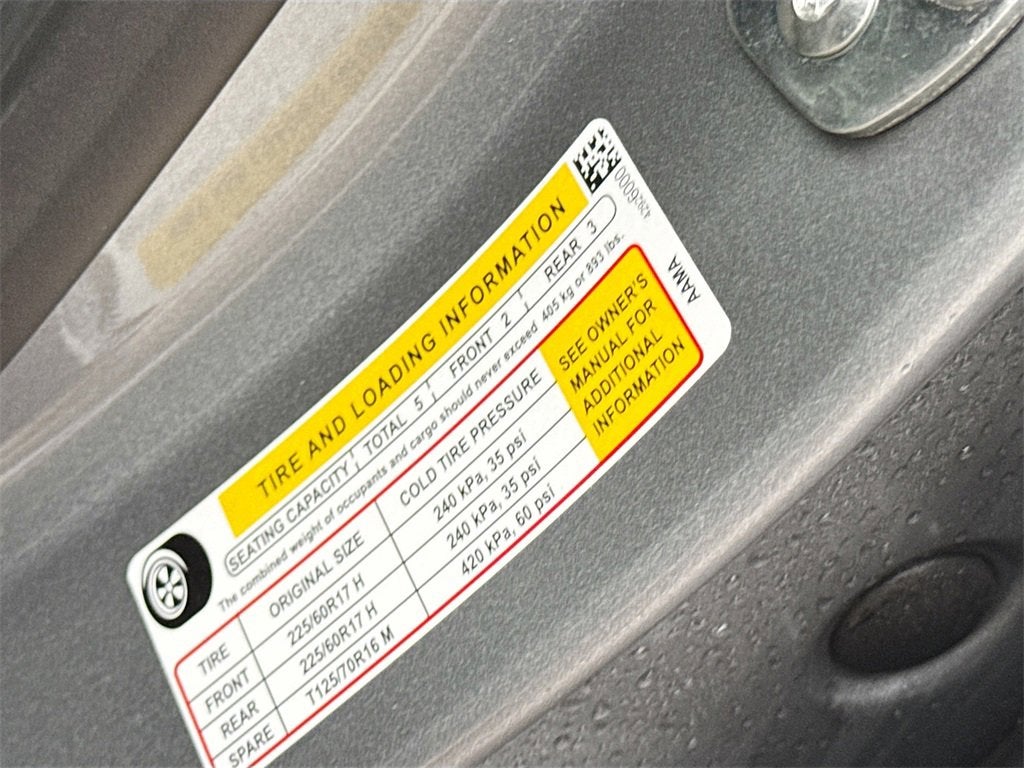 TIRE AND LOADING INFORMATION
42926000
SEATING CAPACITY TOTAL 5 FRONT 2 REAR 3
The combined weight of occupants and cargo should never exceed 405 kg or 893 lbs.
AAMA
TIRE ORIGINAL SIZE COLD TIRE PRESSURE
FRONT 225/60R17 H 240 kPa, 35 psi
REAR 225/60R17 H 240 kPa, 35 psi
SPARE T125/70R16 M 420 kPa, 60 psi
SEE OWNER'S
MANUAL FOR
ADDITIONAL
INFORMATION